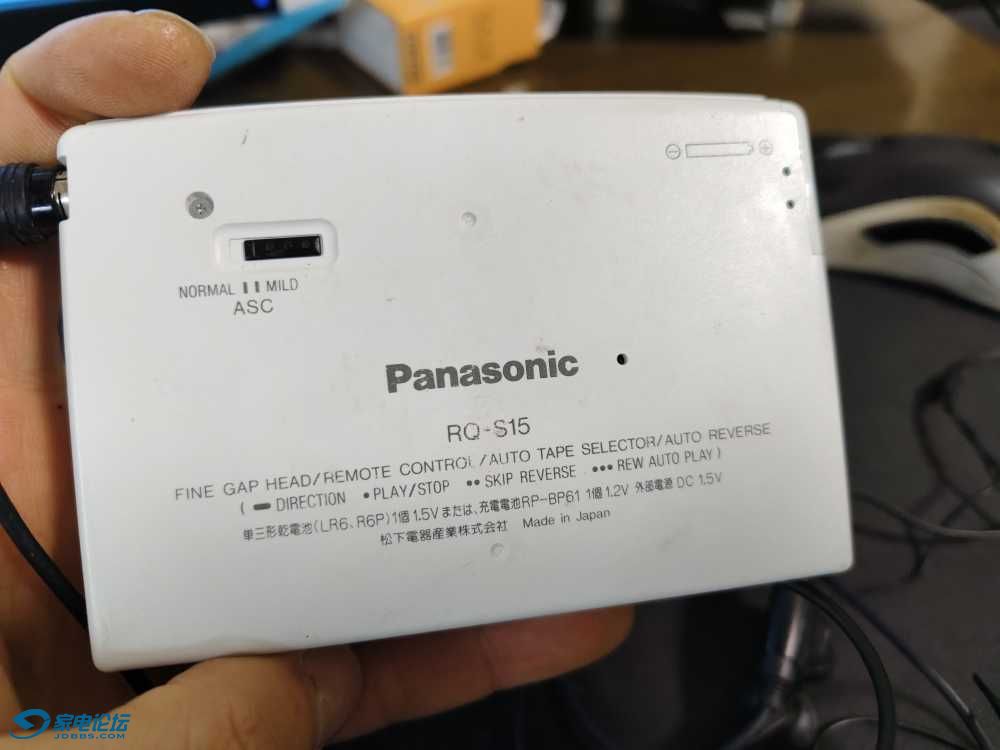 ⊖ ⊕
NORMAL ▮▮ MILD
ASC
Panasonic
RQ-S15
FINE GAP HEAD/REMOTE CONTROL/AUTO TAPE SELECTOR/AUTO REVERSE
( ▬ DIRECTION •PLAY/STOP •• SKIP REVERSE ••• REW AUTO PLAY )
単三形乾電池(LR6、R6P)1個 1.5V または、充電電池RP-BP61 1個 1.2V 外部電源 DC 1.5V
松下電器産業株式会社 Made in Japan
家电论坛
JDBBS.COM